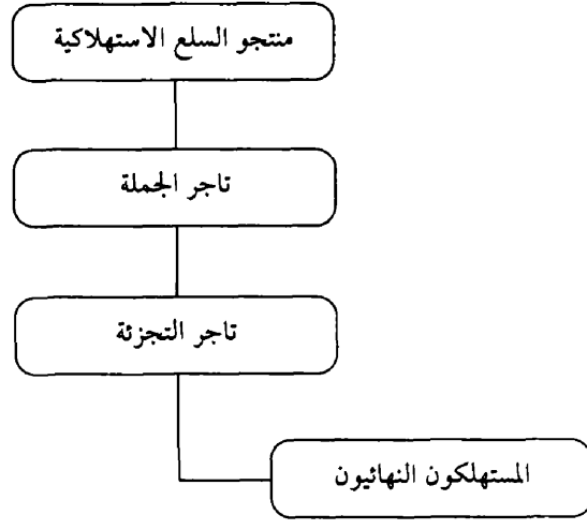 منتجو السلع الاستهلاكية
تاجر الجملة
تاجر التجزئة
المستهلكون النهائيون